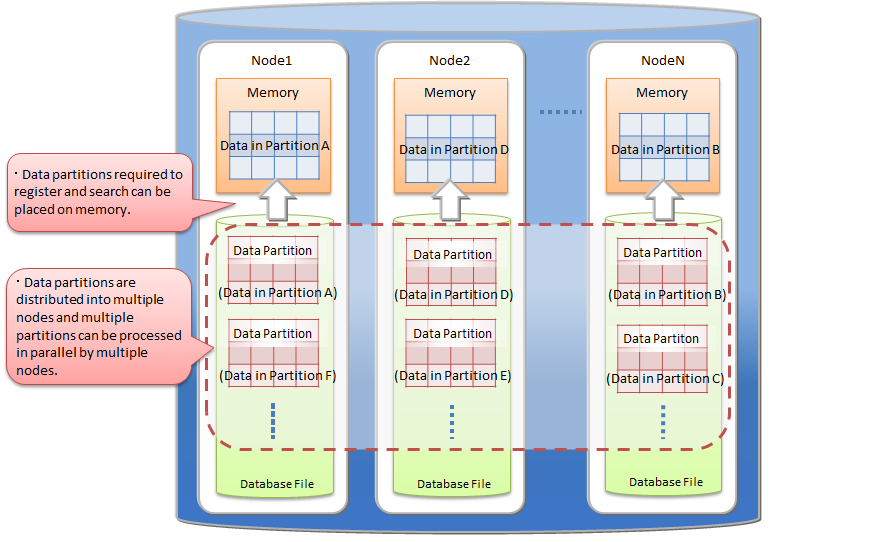 Node1
Node2
NodeN
Memory
Memory
Memory
Data in Partition A
Data in Partition D
Data in Partition B
・Data partitions required to
register and search can be
placed on memory.
Data Partition
(Data in Partition A)
Data Partition
(Data in Partition D)
Data Partition
(Data in Partition B)
・Data partitions are
distributed into multiple
nodes and multiple
partitions can be processed
in parallel by multiple
nodes.
Data Partition
(Data in Partition F)
Data Partition
(Data in Partition E)
Data Partiton
(Data in Partition C)
Database File
Database File
Database File